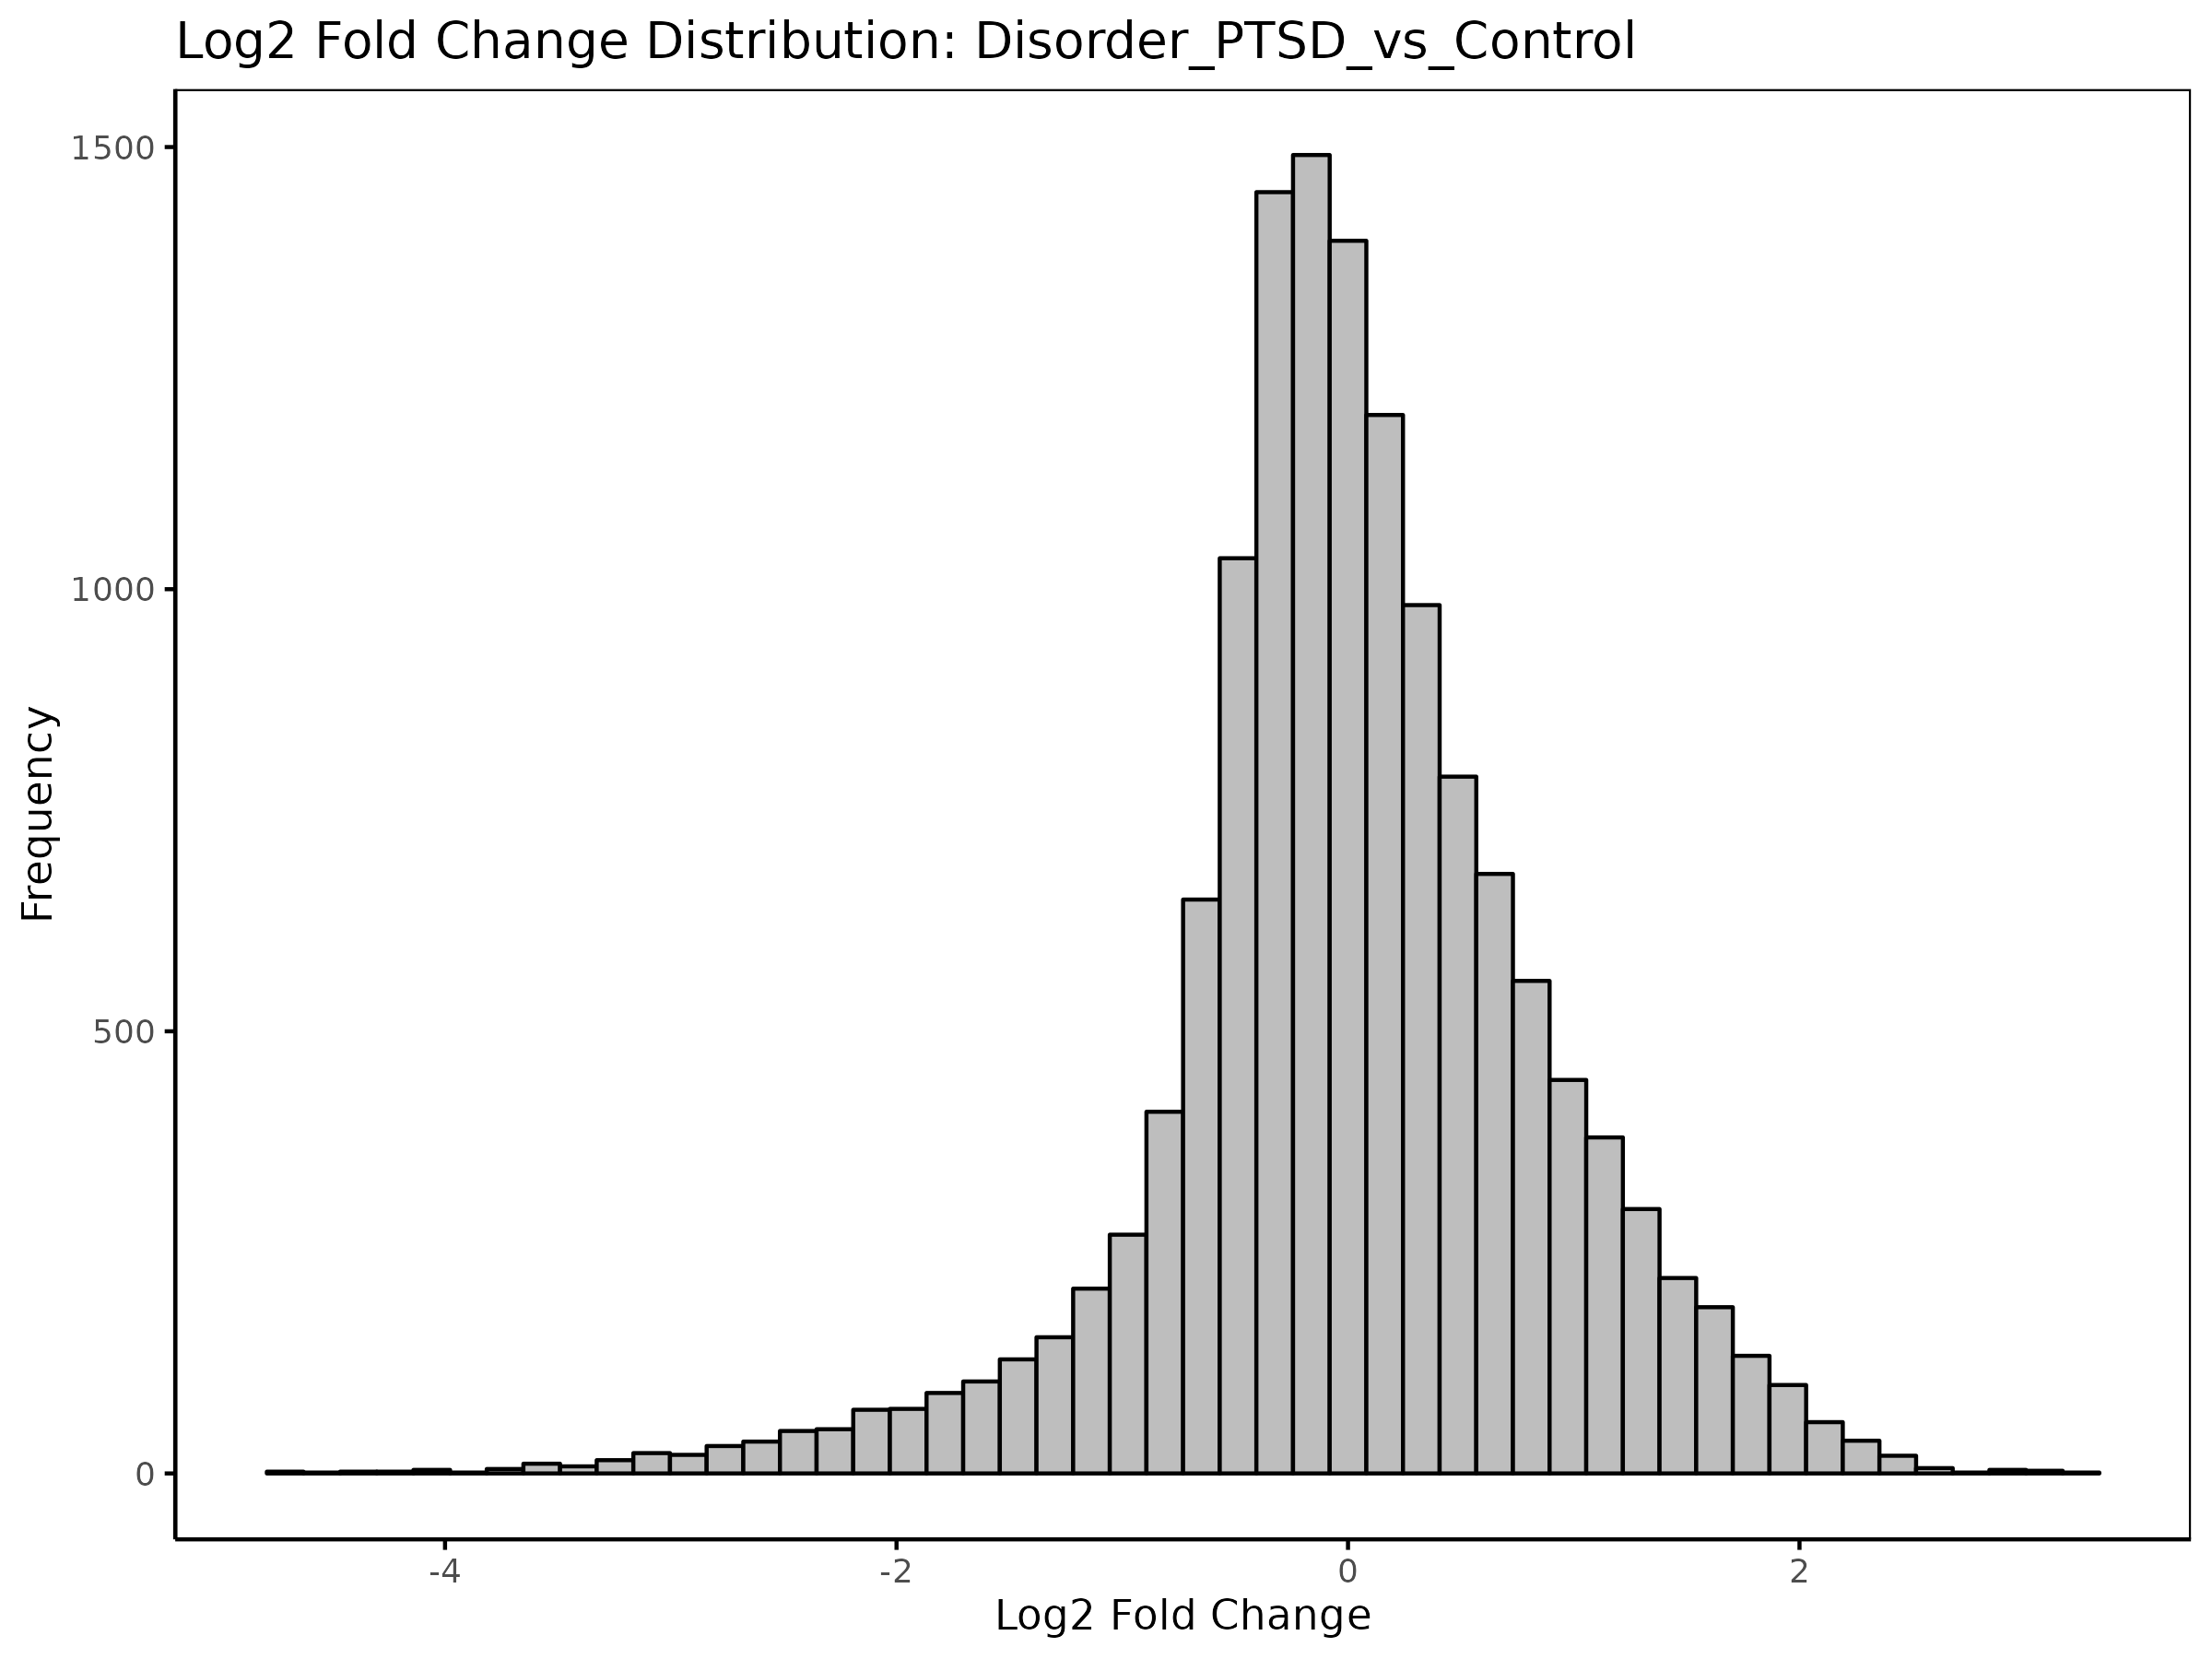 Log2 Fold Change Distribution: Disorder_PTSD_vs_Control
1500
1000
500
0
Frequency
-4
-2
0
2
Log2 Fold Change